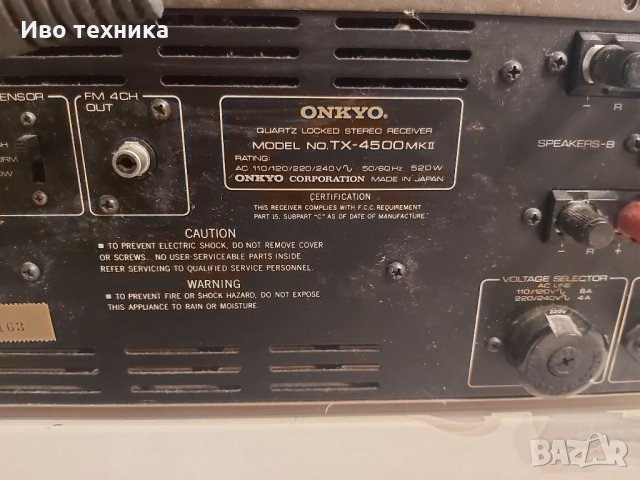 Иво техника
ENSOR
FM 4CH
OUT
ONKYO®
QUARTZ LOCKED STEREO RECEIVER
MODEL NO. TX-4500MKII
RATING:
AC 110/120/220/240V∿ 50/60Hz 520W
ONKYO CORPORATION MADE IN JAPAN
CERTIFICATION
THIS RECEIVER COMPLIES WITH F.C.C. REQUIREMENT
PART 15, SUBPART "C" AS OF DATE OF MANUFACTURE.
CAUTION
■ TO PREVENT ELECTRIC SHOCK, DO NOT REMOVE COVER
OR SCREWS. NO USER-SERVICEABLE PARTS INSIDE.
REFER SERVICING TO QUALIFIED SERVICE PERSONNEL.
WARNING
■ TO PREVENT FIRE OR SHOCK HAZARD, DO NOT EXPOSE
THIS APPLIANCE TO RAIN OR MOISTURE.
163
- R
SPEAKERS-B
- R +
VOLTAGE SELECTOR
AC LINE
110/120V∿ 6A
220/240V∿ 4A
220V
BAZAR